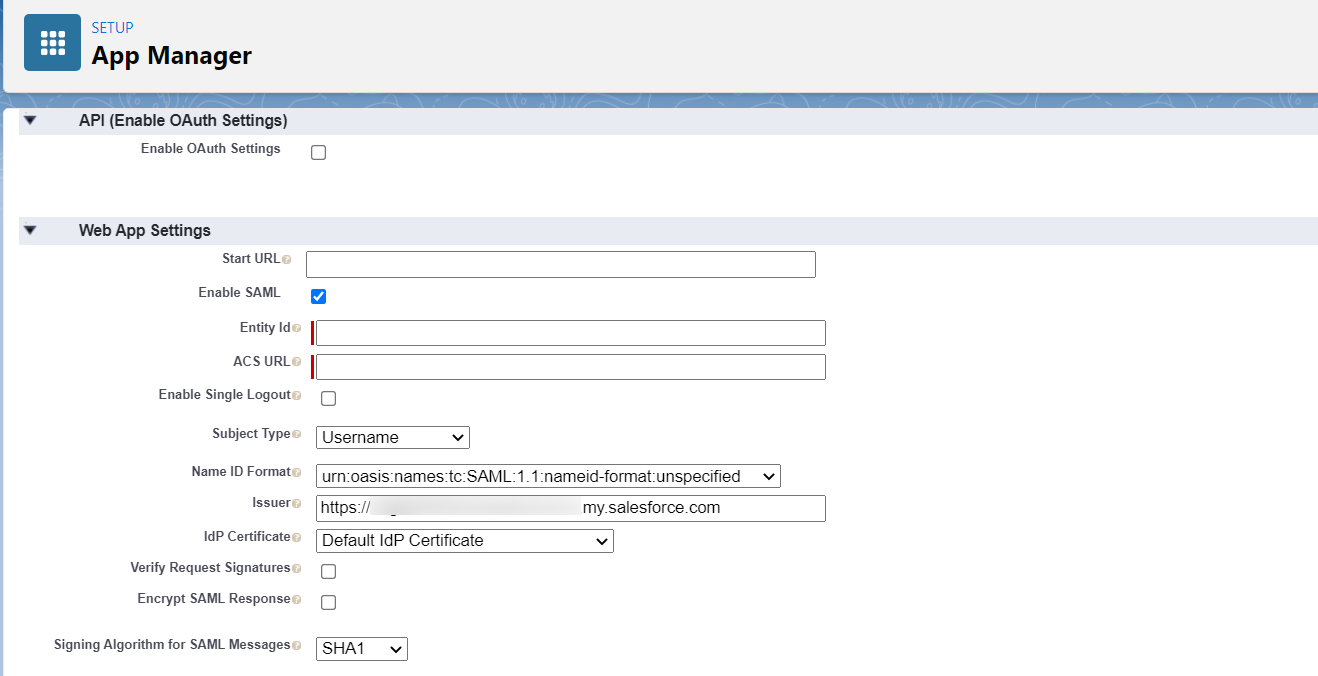 SETUP
App Manager
API (Enable OAuth Settings)
Enable OAuth Settings
Web App Settings
Start URL
Enable SAML
Entity Id
ACS URL
Enable Single Logout
Subject Type Username
Name ID Format urn:oasis:names:tc:SAML:1.1:nameid-format:unspecified
Issuer https:// my.salesforce.com
IdP Certificate Default IdP Certificate
Verify Request Signatures
Encrypt SAML Response
Signing Algorithm for SAML Messages SHA1